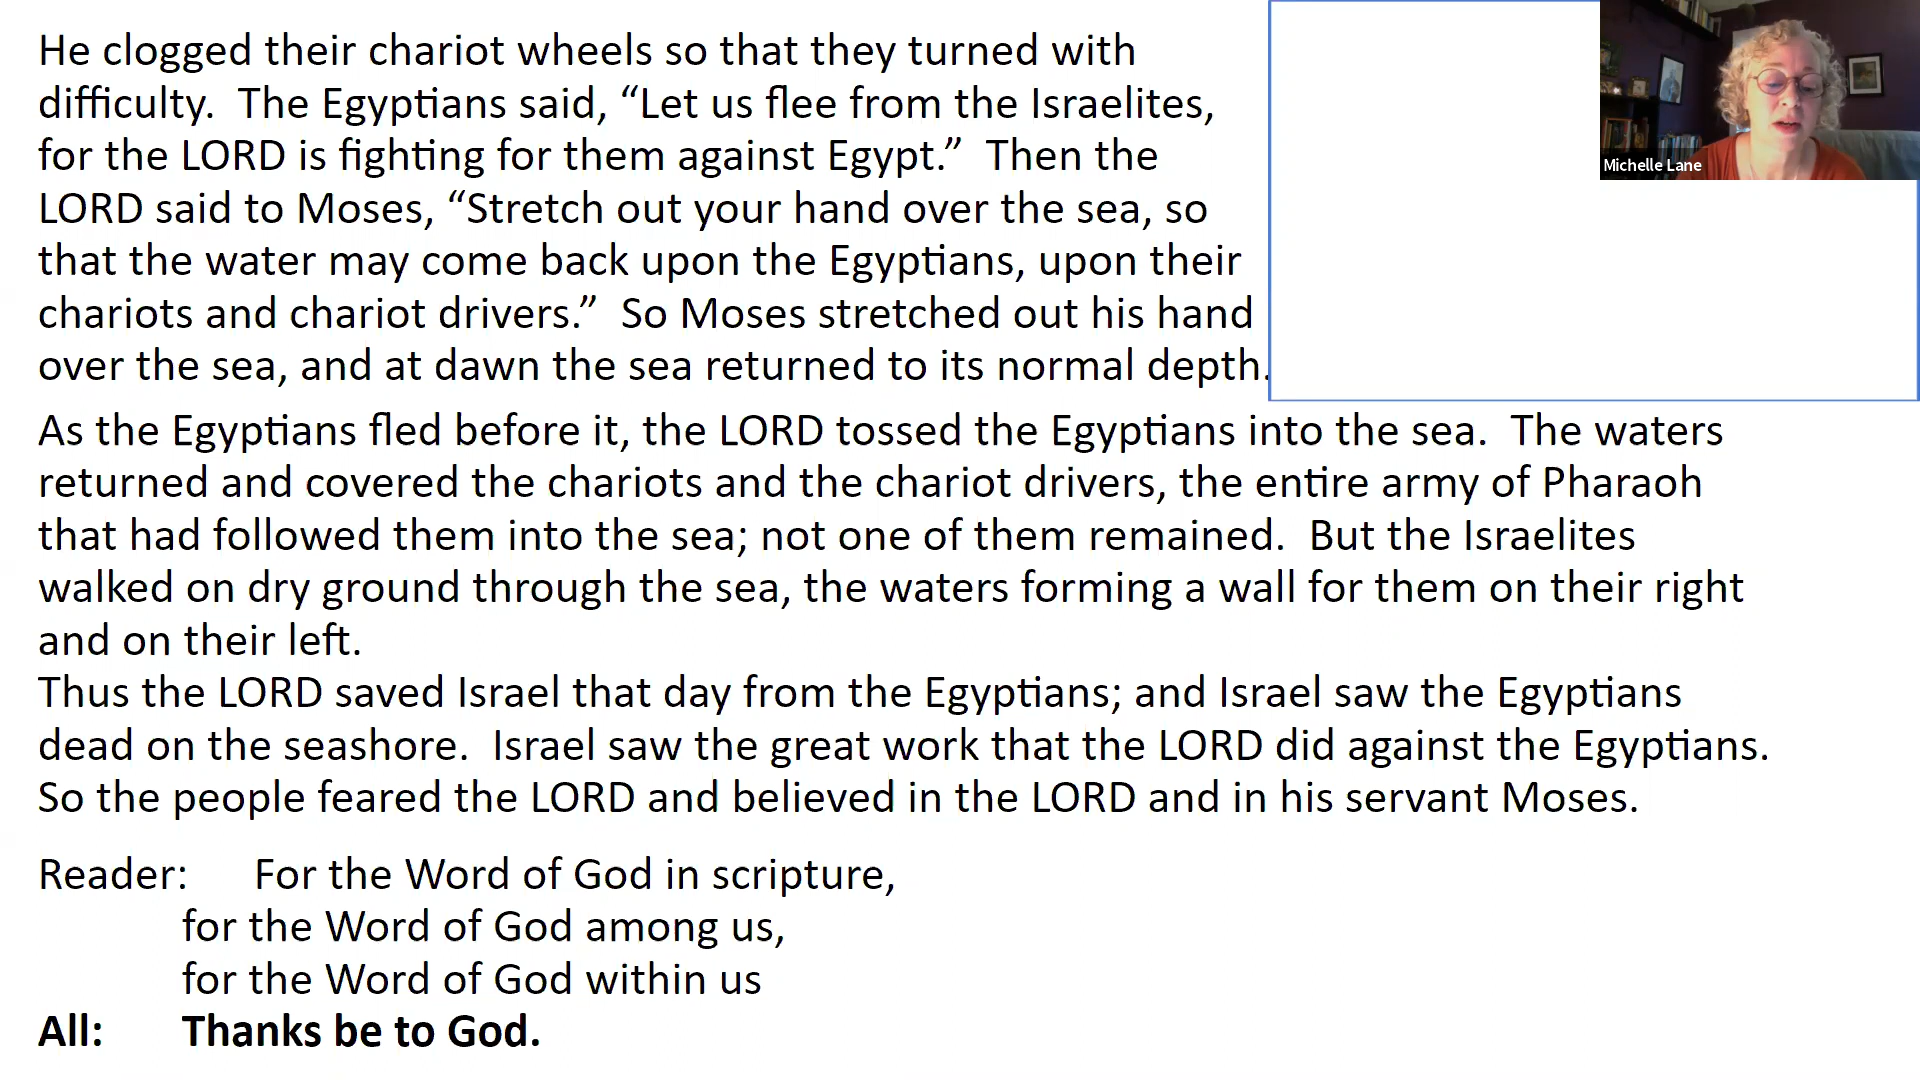 He clogged their chariot wheels so that they turned with
difficulty.  The Egyptians said, “Let us flee from the Israelites,
for the LORD is fighting for them against Egypt.”  Then the
LORD said to Moses, “Stretch out your hand over the sea, so
that the water may come back upon the Egyptians, upon their
chariots and chariot drivers.”  So Moses stretched out his hand
over the sea, and at dawn the sea returned to its normal depth.
Michelle Lane
As the Egyptians fled before it, the LORD tossed the Egyptians into the sea.  The waters
returned and covered the chariots and the chariot drivers, the entire army of Pharaoh
that had followed them into the sea; not one of them remained.  But the Israelites
walked on dry ground through the sea, the waters forming a wall for them on their right
and on their left.
Thus the LORD saved Israel that day from the Egyptians; and Israel saw the Egyptians
dead on the seashore.  Israel saw the great work that the LORD did against the Egyptians.
So the people feared the LORD and believed in the LORD and in his servant Moses.
Reader: For the Word of God in scripture,
for the Word of God among us,
for the Word of God within us
All: Thanks be to God.